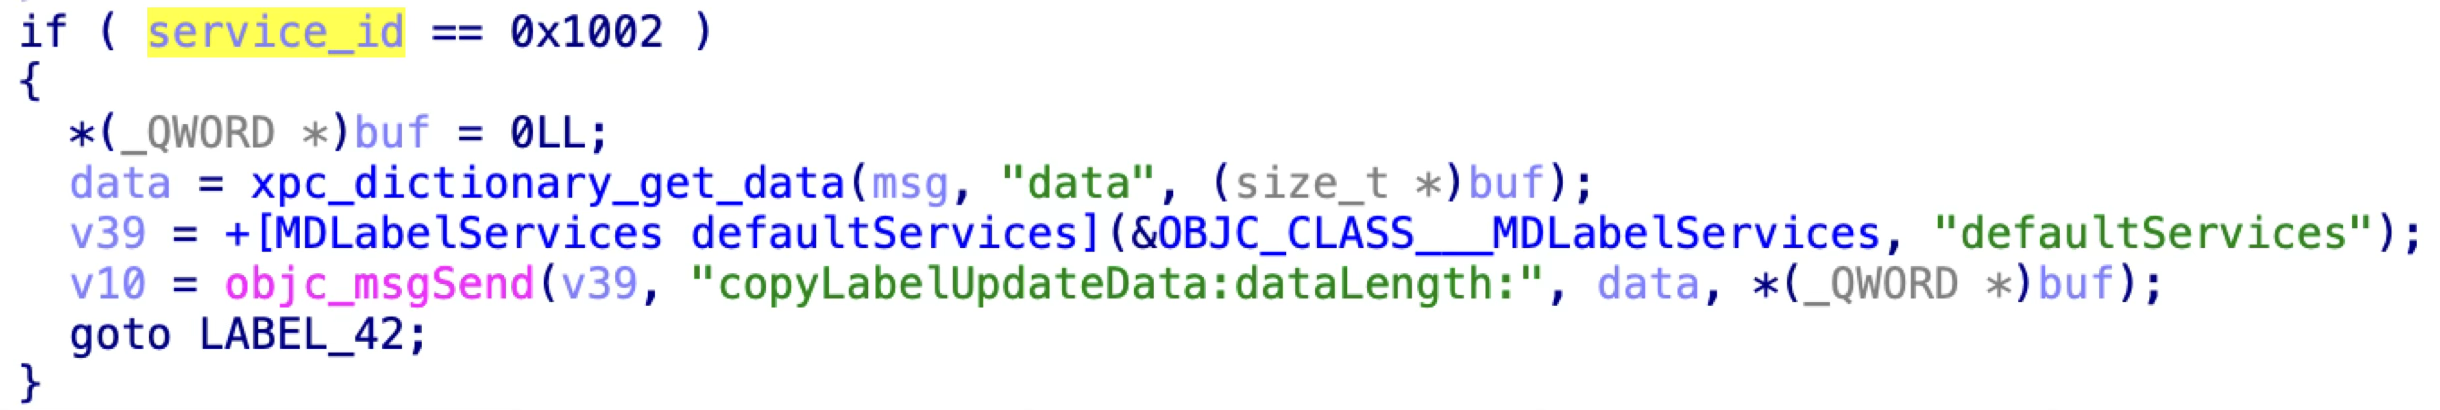 if ( service_id == 0x1002 )
{
*(_QWORD *)buf = 0LL;
data = xpc_dictionary_get_data(msg, "data", (size_t *)buf);
v39 = +[MDLabelServices defaultServices](&OBJC_CLASS___MDLabelServices, "defaultServices");
v10 = objc_msgSend(v39, "copyLabelUpdateData:dataLength:", data, *(_QWORD *)buf);
goto LABEL_42;
}